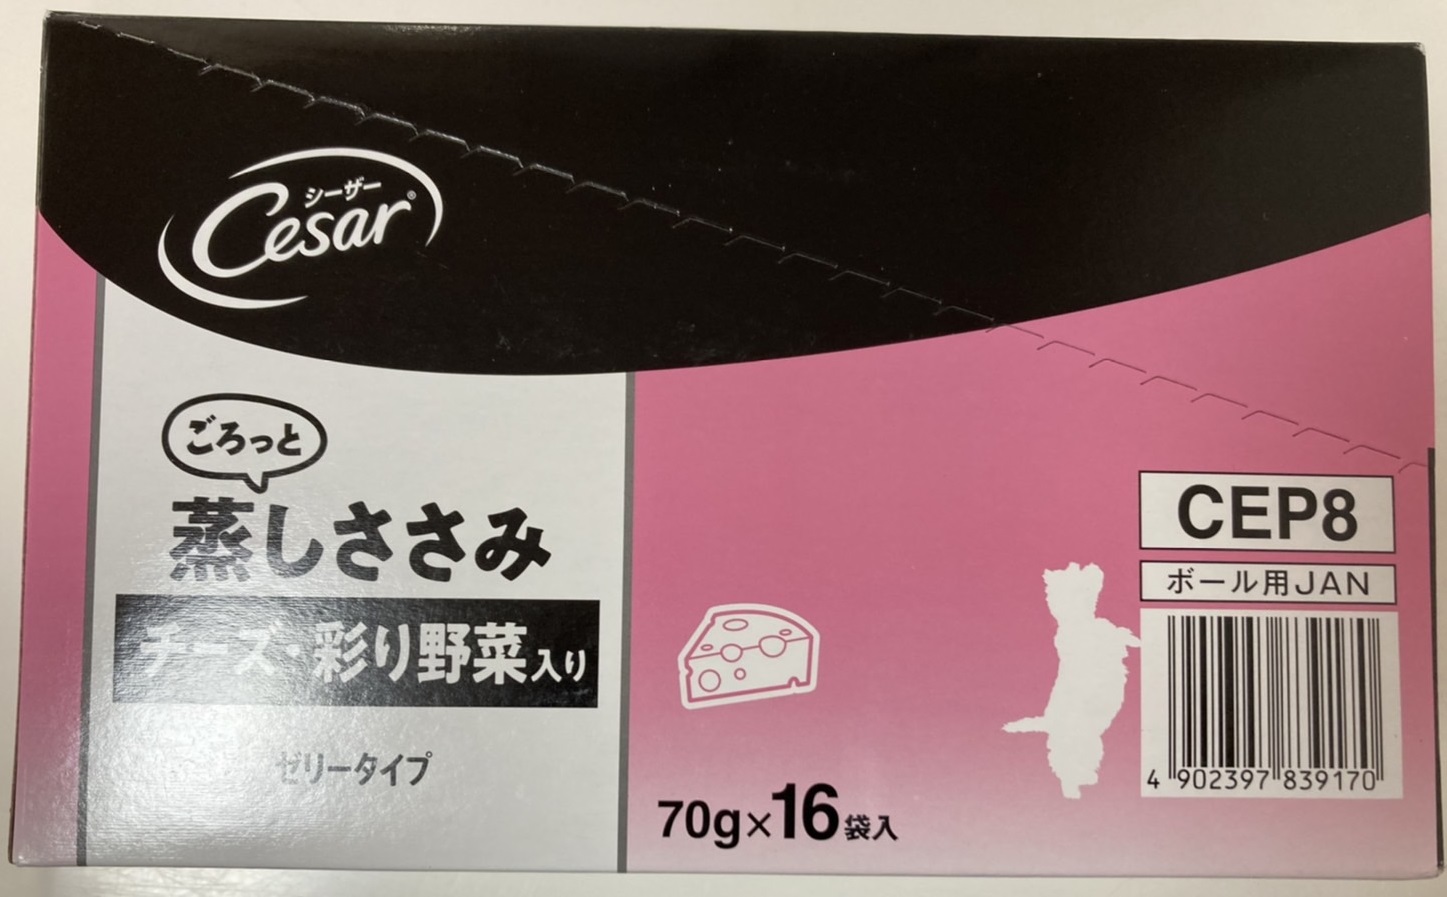 シーザー
Cesar®
ごろっと
蒸しささみ
チーズ・彩り野菜入り
ゼリータイプ
70g×16袋入
CEP8
ボール用JAN
4 902397 839170